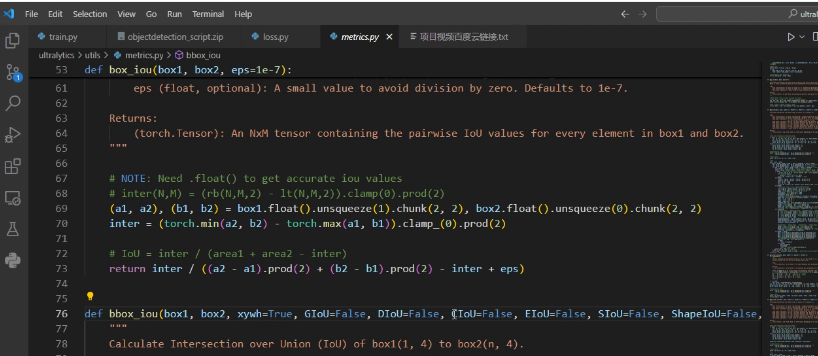 File Edit Selection View Go Run Terminal Help
train.py objectdetection_script.zip loss.py metrics.py 项目视频百度云链接.txt
ultralytics > utils > metrics.py > bbox_iou
53 def box_iou(box1, box2, eps=1e-7):
61 eps (float, optional): A small value to avoid division by zero. Defaults to 1e-7.
62
63 Returns:
64 (torch.Tensor): An NxM tensor containing the pairwise IoU values for every element in box1 and box2.
65 """
66
67 # NOTE: Need .float() to get accurate iou values
68 # inter(N,M) = (rb(N,M,2) - lt(N,M,2)).clamp(0).prod(2)
69 (a1, a2), (b1, b2) = box1.float().unsqueeze(1).chunk(2, 2), box2.float().unsqueeze(0).chunk(2, 2)
70 inter = (torch.min(a2, b2) - torch.max(a1, b1)).clamp_(0).prod(2)
71
72 # IoU = inter / (area1 + area2 - inter)
73 return inter / ((a2 - a1).prod(2) + (b2 - b1).prod(2) - inter + eps)
74
75
76 def bbox_iou(box1, box2, xywh=True, GIoU=False, DIoU=False, CIoU=False, EIoU=False, SIoU=False, ShapeIoU=False,
77 """
78 Calculate Intersection over Union (IoU) of box1(1, 4) to box2(n, 4).